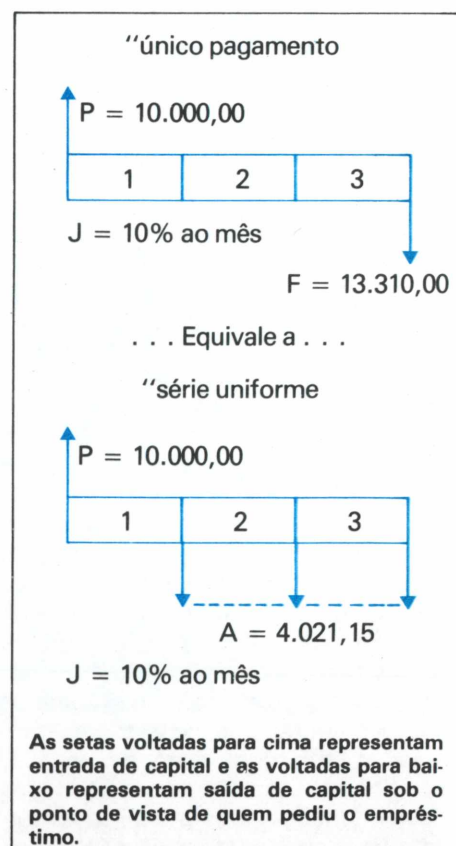 ‘‘único pagamento
P = 10.000,00
1 2 3
J = 10% ao mês
F = 13.310,00
. . . Equivale a . . .
‘‘série uniforme
P = 10.000,00
1 2 3
A = 4.021,15
J = 10% ao mês
As setas voltadas para cima representam
entrada de capital e as voltadas para bai-
xo representam saída de capital sob o
ponto de vista de quem pediu o emprés-
timo.